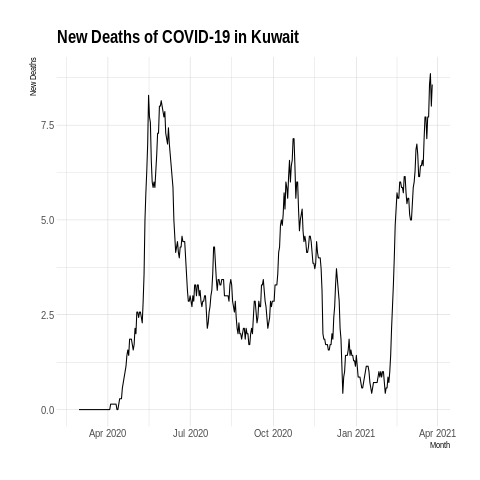 New Deaths of COVID-19 in Kuwait
New Deaths
7.5
5.0
2.5
0.0
Apr 2020 Jul 2020 Oct 2020 Jan 2021 Apr 2021
Month